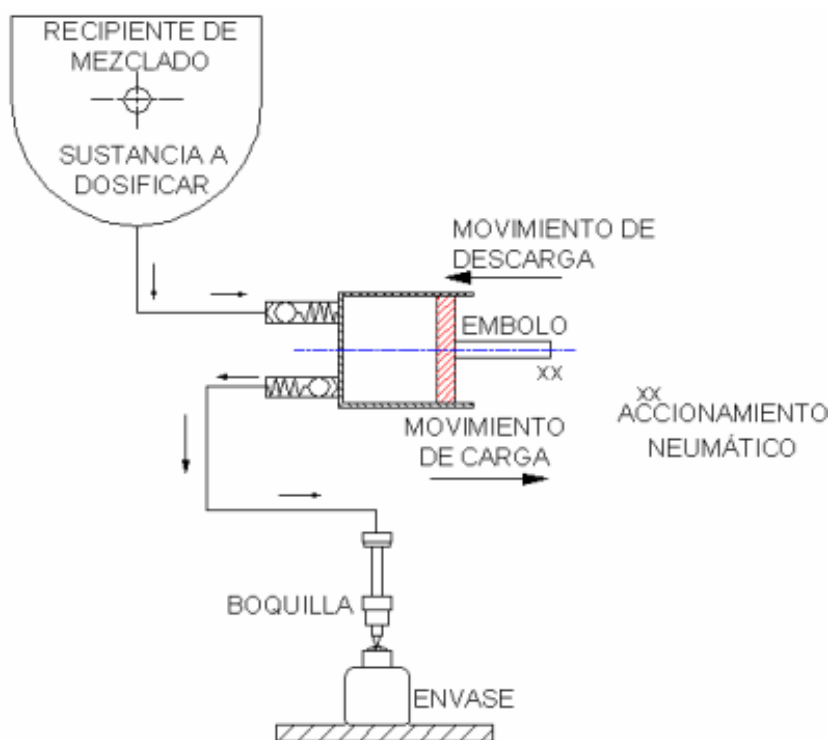 RECIPIENTE DE
MEZCLADO
SUSTANCIA A
DOSIFICAR
MOVIMIENTO DE
DESCARGA
EMBOLO
XX
XX
ACCIONAMIENTO
NEUMÁTICO
MOVIMIENTO
DE CARGA
BOQUILLA
ENVASE